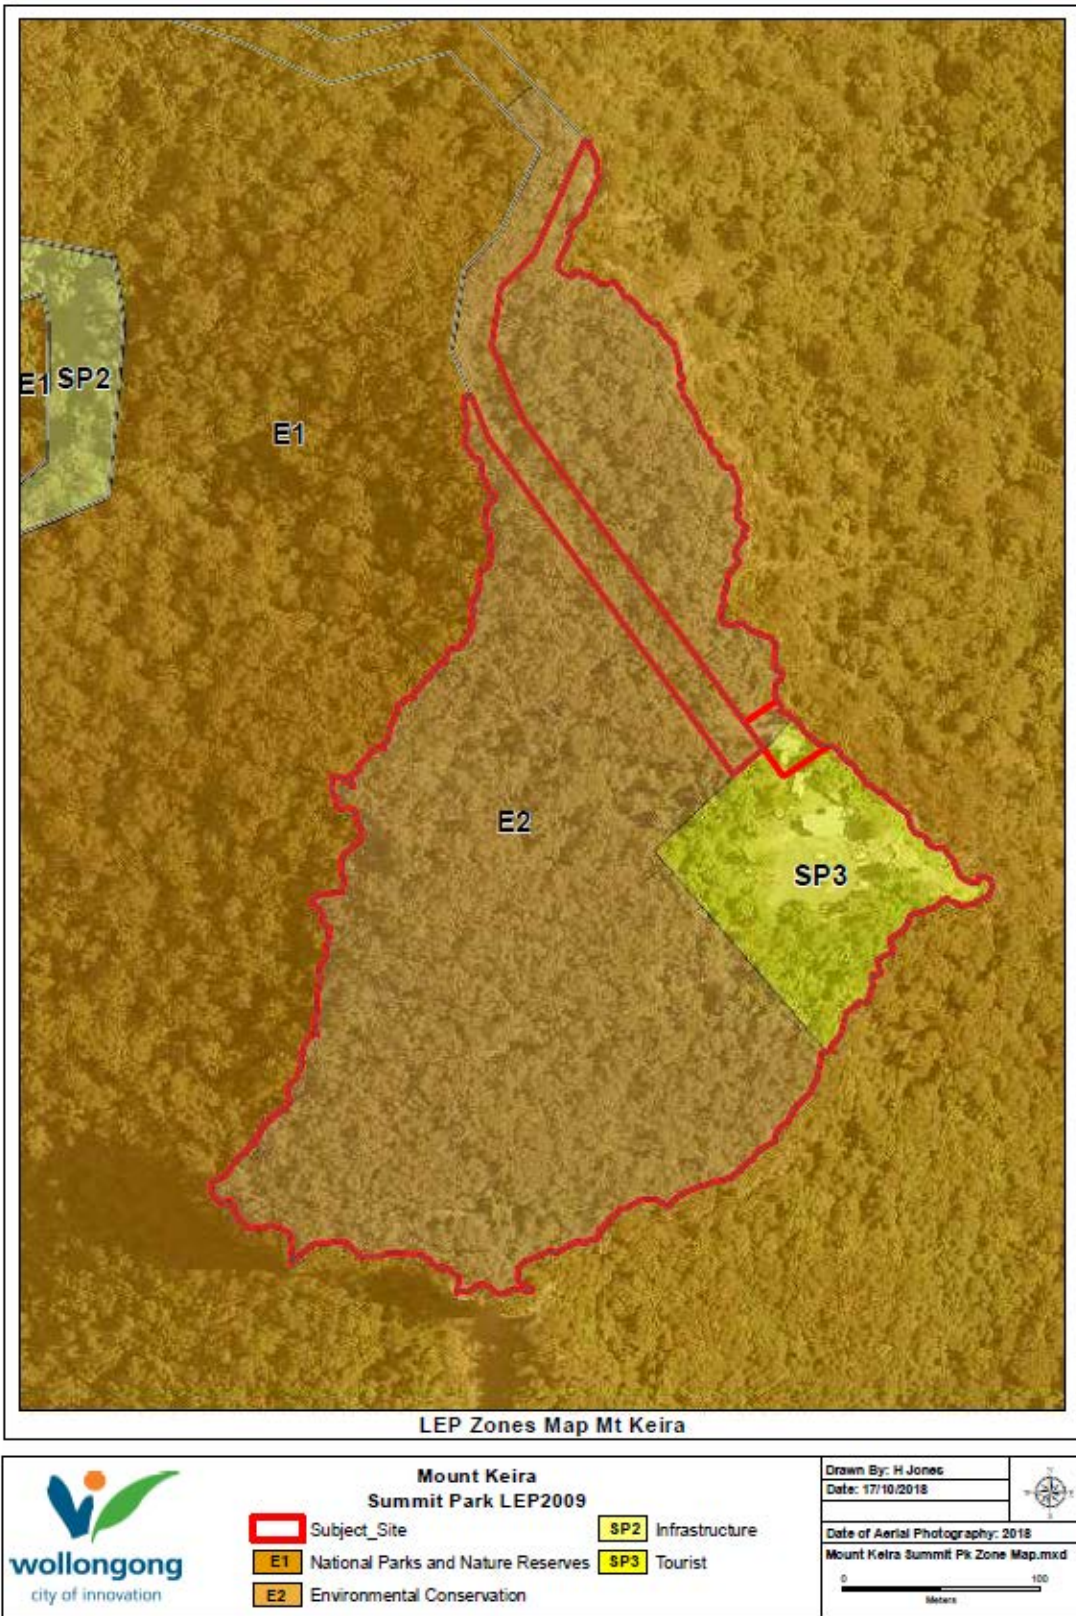 E1
SP2
E1
E2
SP3
LEP Zones Map Mt Keira
wollongong
city of innovation
Mount Keira
Summit Park LEP2009
Subject_Site
E1 National Parks and Nature Reserves
E2 Environmental Conservation
SP2 Infrastructure
SP3 Tourist
Drawn By: H Jones
Date: 17/10/2018
Date of Aerial Photography: 2018
Mount Keira Summit Pk Zone Map.mxd
0 100
Meters